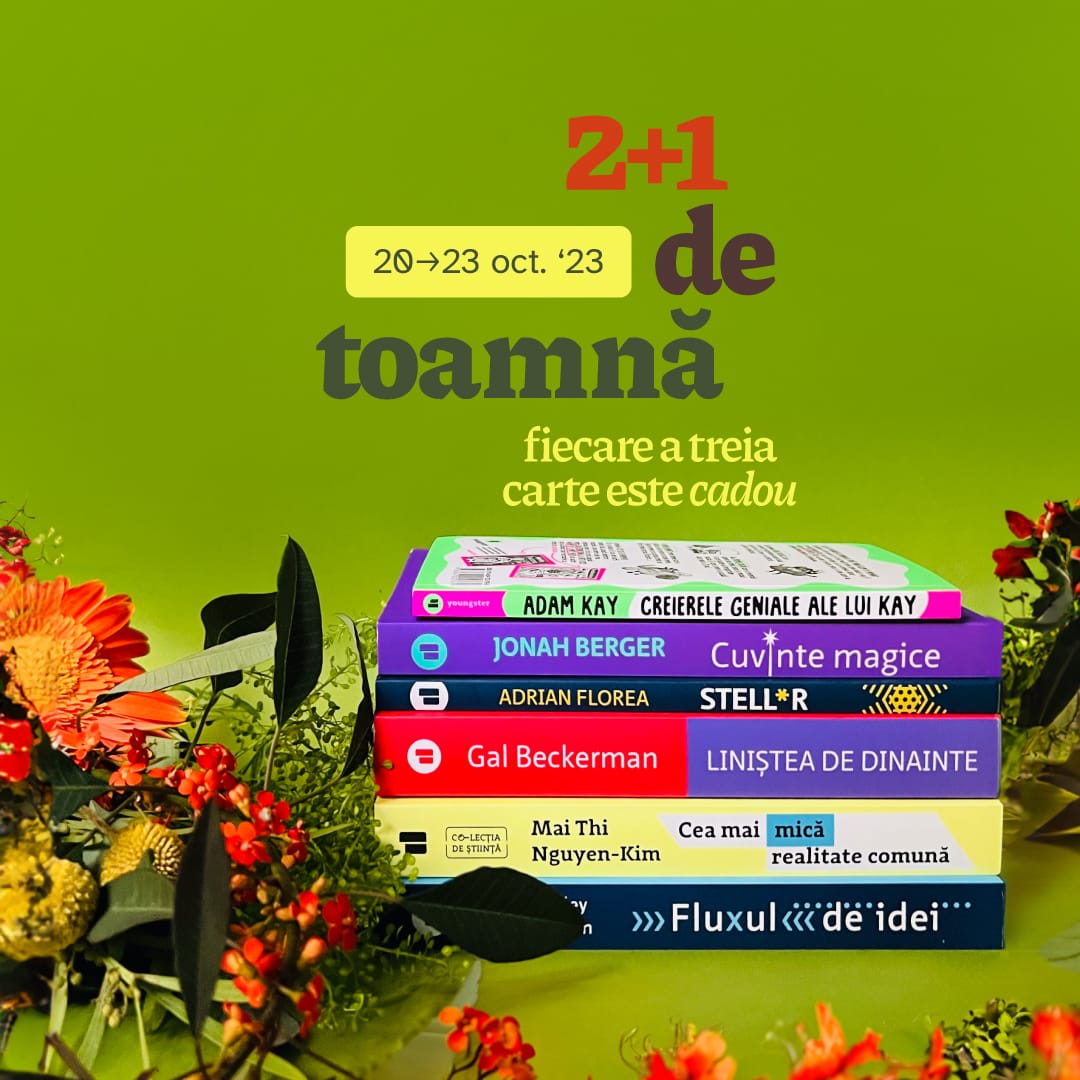 2+1
20→23 oct. ‘23
de
toamnă
fiecare a treia
carte este cadou
youngster
ADAM KAY CREIERELE GENIALE ALE LUI KAY
JONAH BERGER Cuvinte magice
ADRIAN FLOREA STELL*R
Gal Beckerman LINIȘTEA DE DINAINTE
CO-LECȚIA
DE ȘTIINȚĂ
Mai Thi
Nguyen-Kim
Cea mai mică
realitate comună
»› Fluxul ‹« de idei